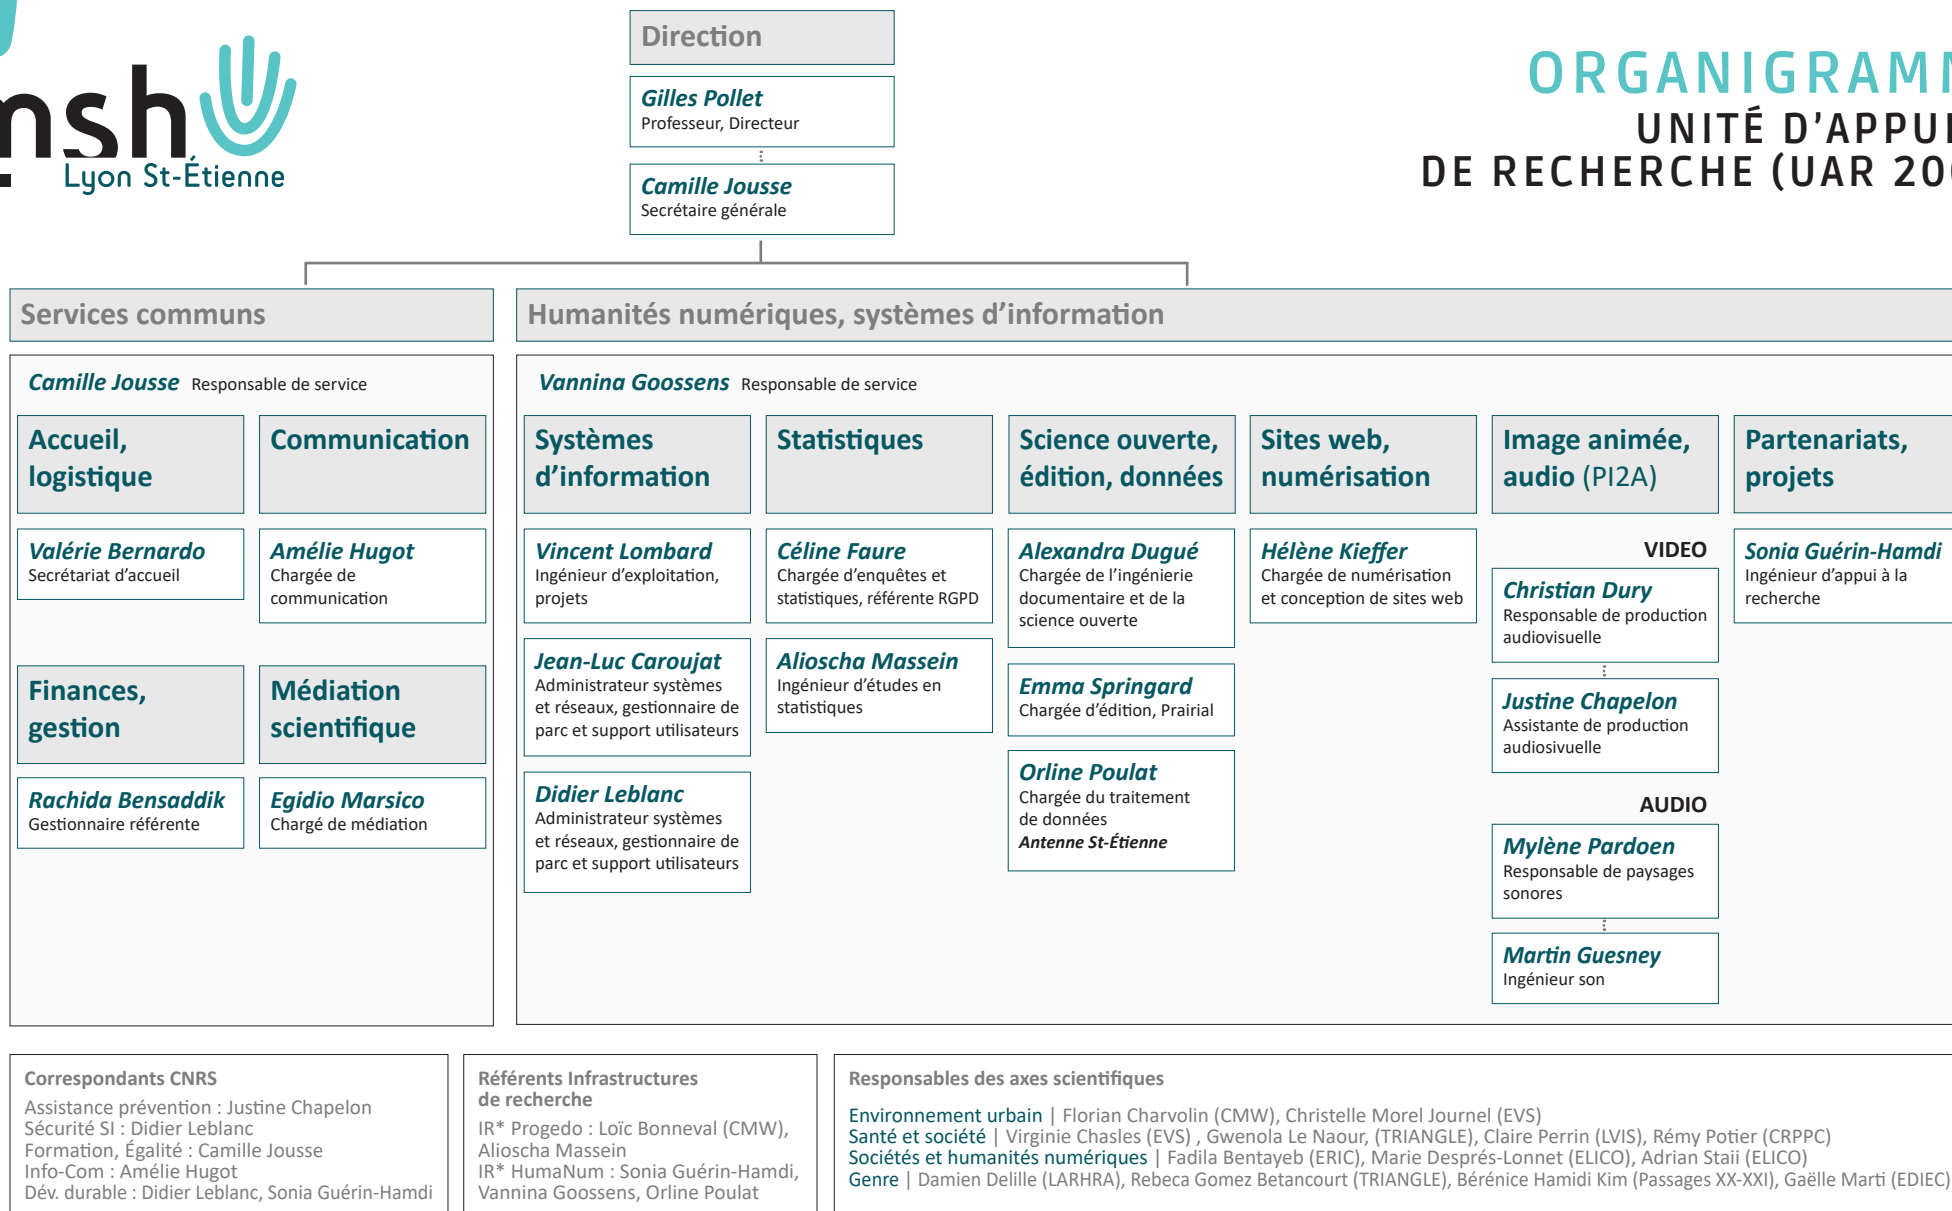 msh
Lyon St-Étienne
ORGANIGRAMM
UNITÉ D'APPUI
DE RECHERCHE (UAR 200
Direction
Gilles Pollet
Professeur, Directeur
Camille Jousse
Secrétaire générale
Services communs
Camille Jousse Responsable de service
Accueil,
logistique
Valérie Bernardo
Secrétariat d'accueil
Communication
Amélie Hugot
Chargée de
communication
Finances,
gestion
Rachida Bensaddik
Gestionnaire référente
Médiation
scientifique
Egidio Marsico
Chargé de médiation
Humanités numériques, systèmes d'information
Vannina Goossens Responsable de service
Systèmes
d'information
Vincent Lombard
Ingénieur d'exploitation,
projets
Jean-Luc Caroujat
Administrateur systèmes
et réseaux, gestionnaire de
parc et support utilisateurs
Didier Leblanc
Administrateur systèmes
et réseaux, gestionnaire de
parc et support utilisateurs
Statistiques
Céline Faure
Chargée d'enquêtes et
statistiques, référente RGPD
Alioscha Massein
Ingénieur d'études en
statistiques
Science ouverte,
édition, données
Alexandra Dugué
Chargée de l'ingénierie
documentaire et de la
science ouverte
Emma Springard
Chargée d'édition, Prairial
Orline Poulat
Chargée du traitement
de données
Antenne St-Étienne
Sites web,
numérisation
Hélène Kieffer
Chargée de numérisation
et conception de sites web
Image animée,
audio (PI2A)
VIDEO
Christian Dury
Responsable de production
audiovisuelle
Justine Chapelon
Assistante de production
audiosivuelle
AUDIO
Mylène Pardoen
Responsable de paysages
sonores
Martin Guesney
Ingénieur son
Partenariats,
projets
Sonia Guérin-Hamdi
Ingénieur d'appui à la
recherche
Correspondants CNRS
Assistance prévention : Justine Chapelon
Sécurité SI : Didier Leblanc
Formation, Égalité : Camille Jousse
Info-Com : Amélie Hugot
Dév. durable : Didier Leblanc, Sonia Guérin-Hamdi
Référents Infrastructures
de recherche
IR* Progedo : Loïc Bonneval (CMW),
Alioscha Massein
IR* HumaNum : Sonia Guérin-Hamdi,
Vannina Goossens, Orline Poulat
Responsables des axes scientifiques
Environnement urbain | Florian Charvolin (CMW), Christelle Morel Journel (EVS)
Santé et société | Virginie Chasles (EVS) , Gwenola Le Naour, (TRIANGLE), Claire Perrin (LVIS), Rémy Potier (CRPPC)
Sociétés et humanités numériques | Fadila Bentayeb (ERIC), Marie Després-Lonnet (ELICO), Adrian Staii (ELICO)
Genre | Damien Delille (LARHRA), Rebeca Gomez Betancourt (TRIANGLE), Bérénice Hamidi Kim (Passages XX-XXI), Gaëlle Marti (EDIEC)